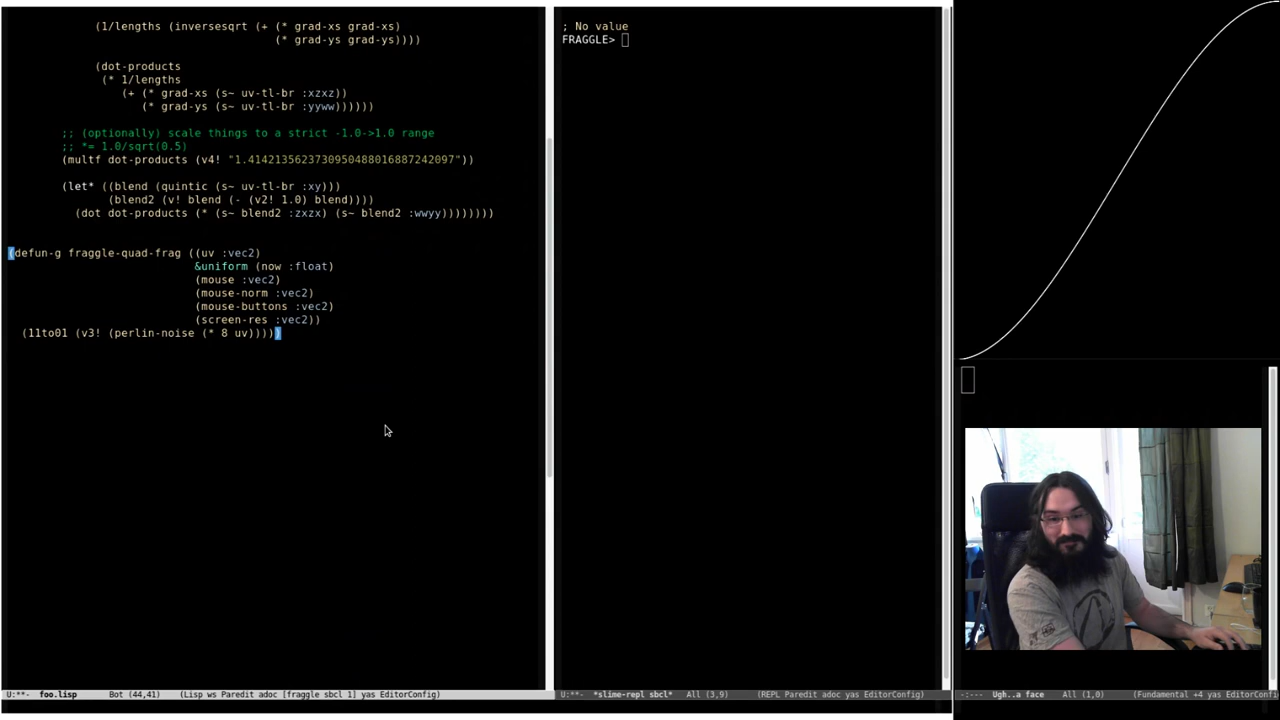 (1/lengths (inversesqrt (+ (* grad-xs grad-xs)
(* grad-ys grad-ys))))
(dot-products
(* 1/lengths
(+ (* grad-xs (s~ uv-tl-br :xzxz))
(* grad-ys (s~ uv-tl-br :yyww))))))
;; (optionally) scale things to a strict -1.0->1.0 range
;; *= 1.0/sqrt(0.5)
(multf dot-products (v4! "1.4142135623730950488016887242097"))
(let* ((blend (quintic (s~ uv-tl-br :xy)))
(blend2 (v! blend (- (v2! 1.0) blend))))
(dot dot-products (* (s~ blend2 :zxzx) (s~ blend2 :wwyy))))))))
(defun-g fraggle-quad-frag ((uv :vec2)
&uniform (now :float)
(mouse :vec2)
(mouse-norm :vec2)
(mouse-buttons :vec2)
(screen-res :vec2))
(11to01 (v3! (perlin-noise (* 8 uv)))))
U:**- foo.lisp Bot (44,41) (Lisp ws Paredit adoc [fraggle sbcl 1] yas EditorConfig)
; No value
FRAGGLE>
U:**- *slime-repl sbcl* All (3,9) (REPL Paredit adoc yas EditorConfig)
-:--- Ugh..a face All (1,0) (Fundamental +4 yas EditorConfi